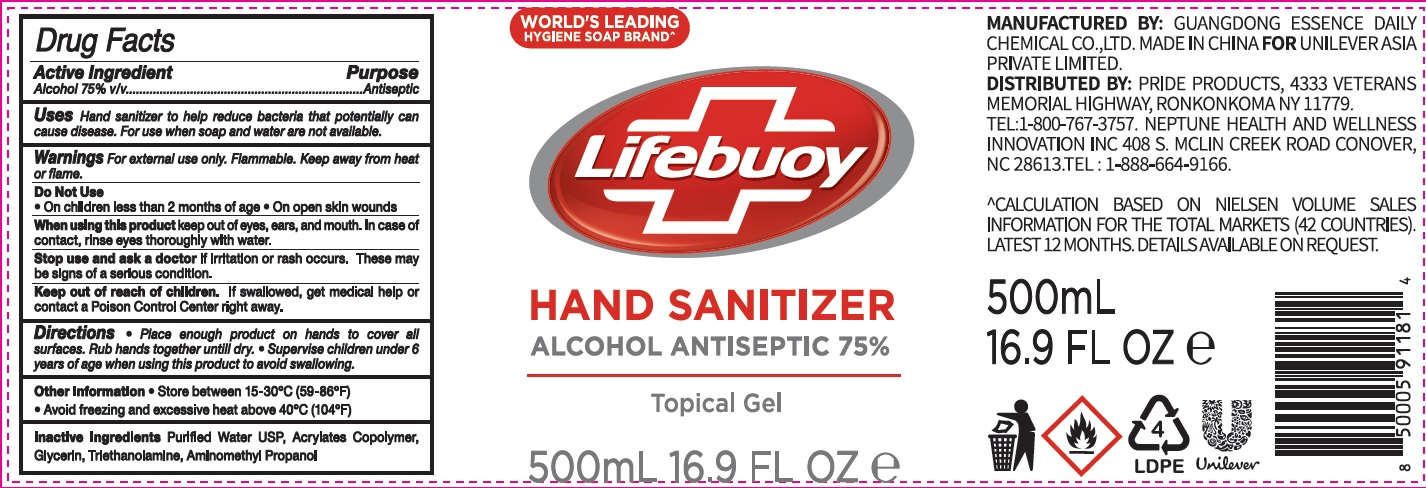 Drug Facts
Active Ingredient Purpose
Alcohol 75% v/v......................................................................Antiseptic
Uses Hand sanitizer to help reduce bacteria that potentially can
cause disease. For use when soap and water are not available.
Warnings For external use only. Flammable. Keep away from heat
or flame.
Do Not Use
• On children less than 2 months of age • On open skin wounds
When using this product keep out of eyes, ears, and mouth. In case of
contact, rinse eyes thoroughly with water.
Stop use and ask a doctor if irritation or rash occurs. These may
be signs of a serious condition.
Keep out of reach of children. If swallowed, get medical help or
contact a Poison Control Center right away.
Directions • Place enough product on hands to cover all
surfaces. Rub hands together untill dry. • Supervise children under 6
years of age when using this product to avoid swallowing.
Other information • Store between 15-30°C (59-86°F)
• Avoid freezing and excessive heat above 40°C (104°F)
Inactive Ingredients Purified Water USP, Acrylates Copolymer,
Glycerin, Triethanolamine, Aminomethyl Propanol
WORLD'S LEADING
HYGIENE SOAP BRAND^
Lifebuoy
HAND SANITIZER
ALCOHOL ANTISEPTIC 75%
Topical Gel
500mL 16.9 FL OZ ℮
MANUFACTURED BY: GUANGDONG ESSENCE DAILY
CHEMICAL CO.,LTD. MADE IN CHINA FOR UNILEVER ASIA
PRIVATE LIMITED.
DISTRIBUTED BY: PRIDE PRODUCTS, 4333 VETERANS
MEMORIAL HIGHWAY, RONKONKOMA NY 11779.
TEL:1-800-767-3757. NEPTUNE HEALTH AND WELLNESS
INNOVATION INC 408 S. MCLIN CREEK ROAD CONOVER,
NC 28613.TEL : 1-888-664-9166.
^CALCULATION BASED ON NIELSEN VOLUME SALES
INFORMATION FOR THE TOTAL MARKETS (42 COUNTRIES).
LATEST 12 MONTHS. DETAILS AVAILABLE ON REQUEST.
500mL
16.9 FL OZ ℮
4
LDPE
Unilever
8 50005 91181 4